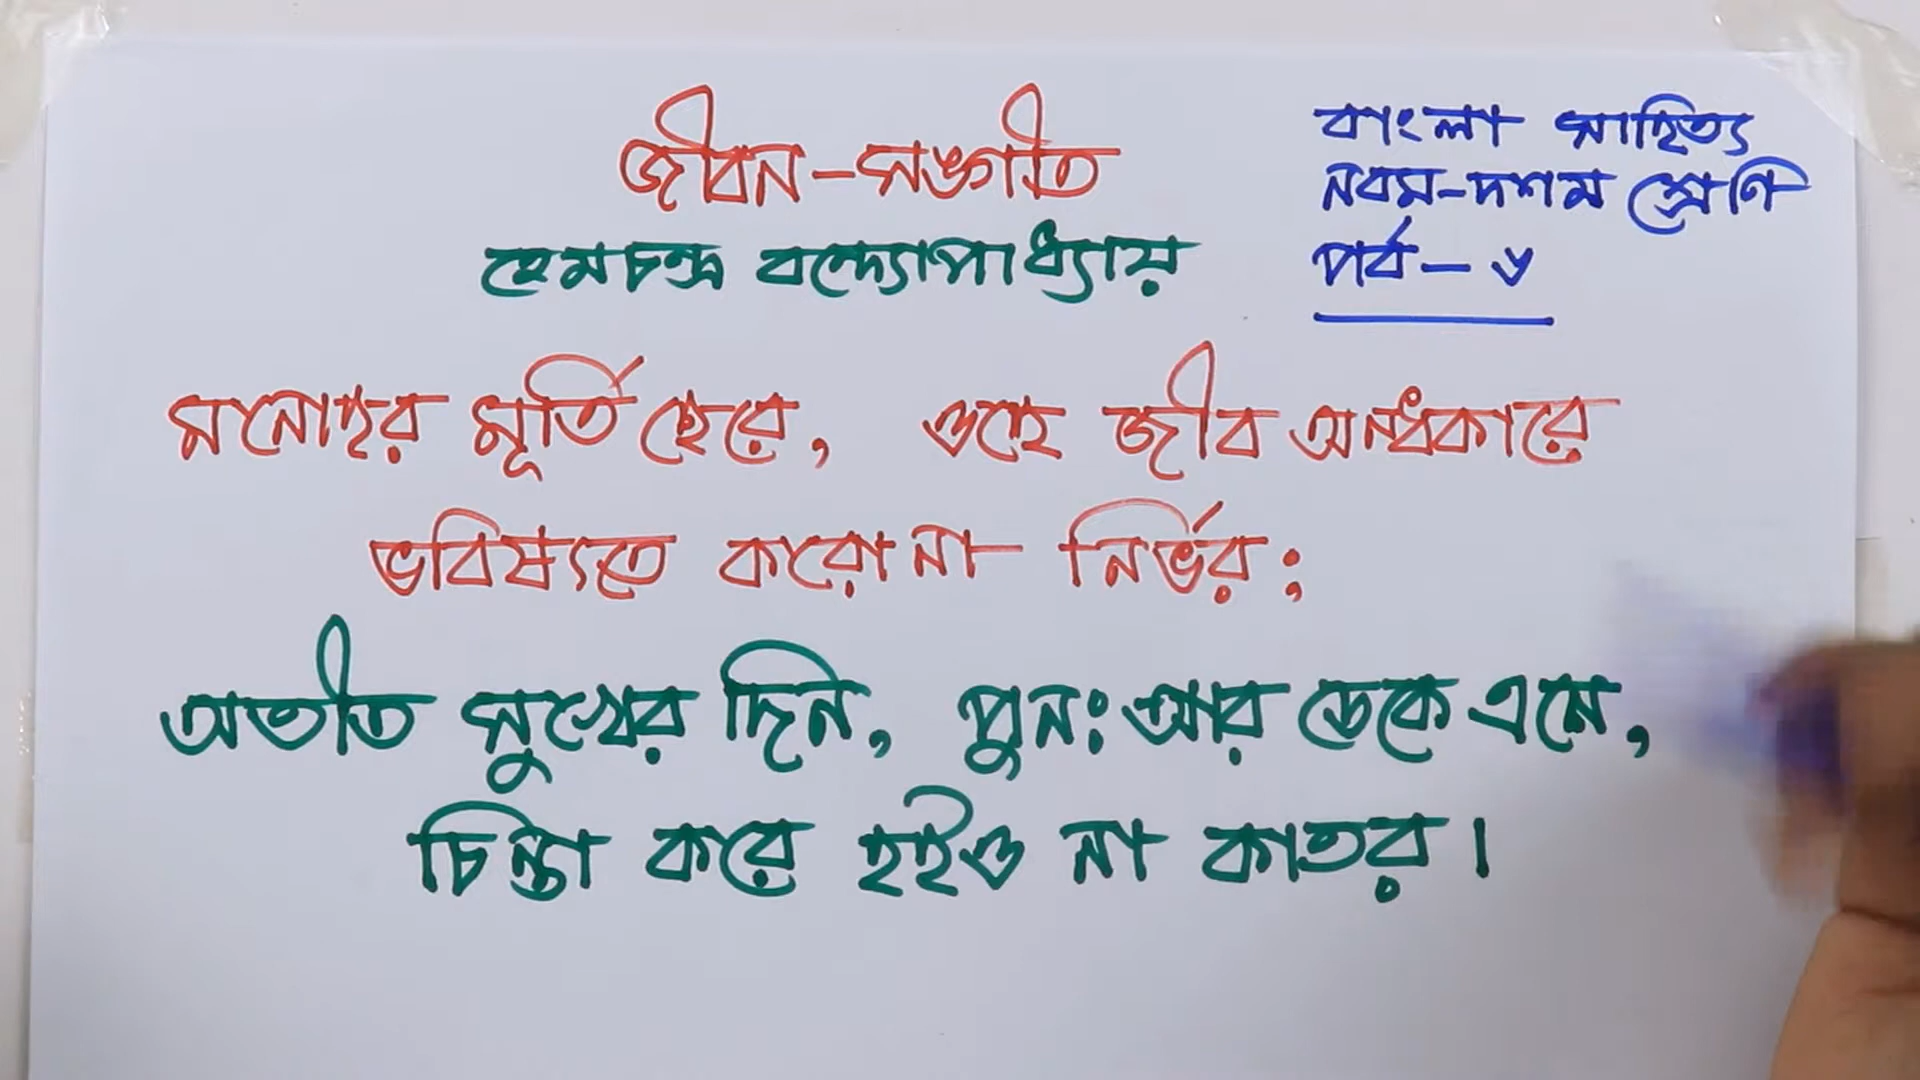 জীবন-সঙ্গীত
হেমচন্দ্র বন্দ্যোপাধ্যায়
বাংলা সাহিত্য
নবম-দশম শ্রেণি
পর্ব-৬
মনোহর মূর্তি হেরে, ওহে জীব অন্ধকারে
ভবিষ্যতে করো না নির্ভর;
অতীত সুখের দিন, পুনঃ আর ডেকে এনে,
চিন্তা করে হইও না কাতর।